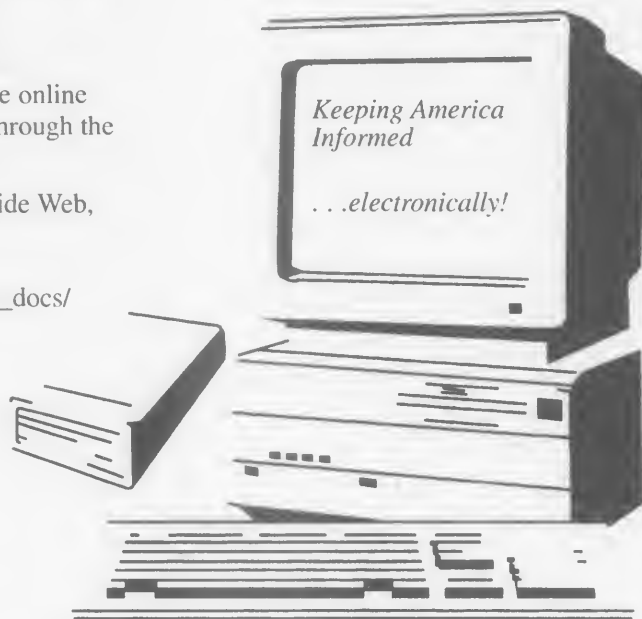 e online
hrough the
ide Web,
_docs/
Keeping America
Informed
. . .electronically!